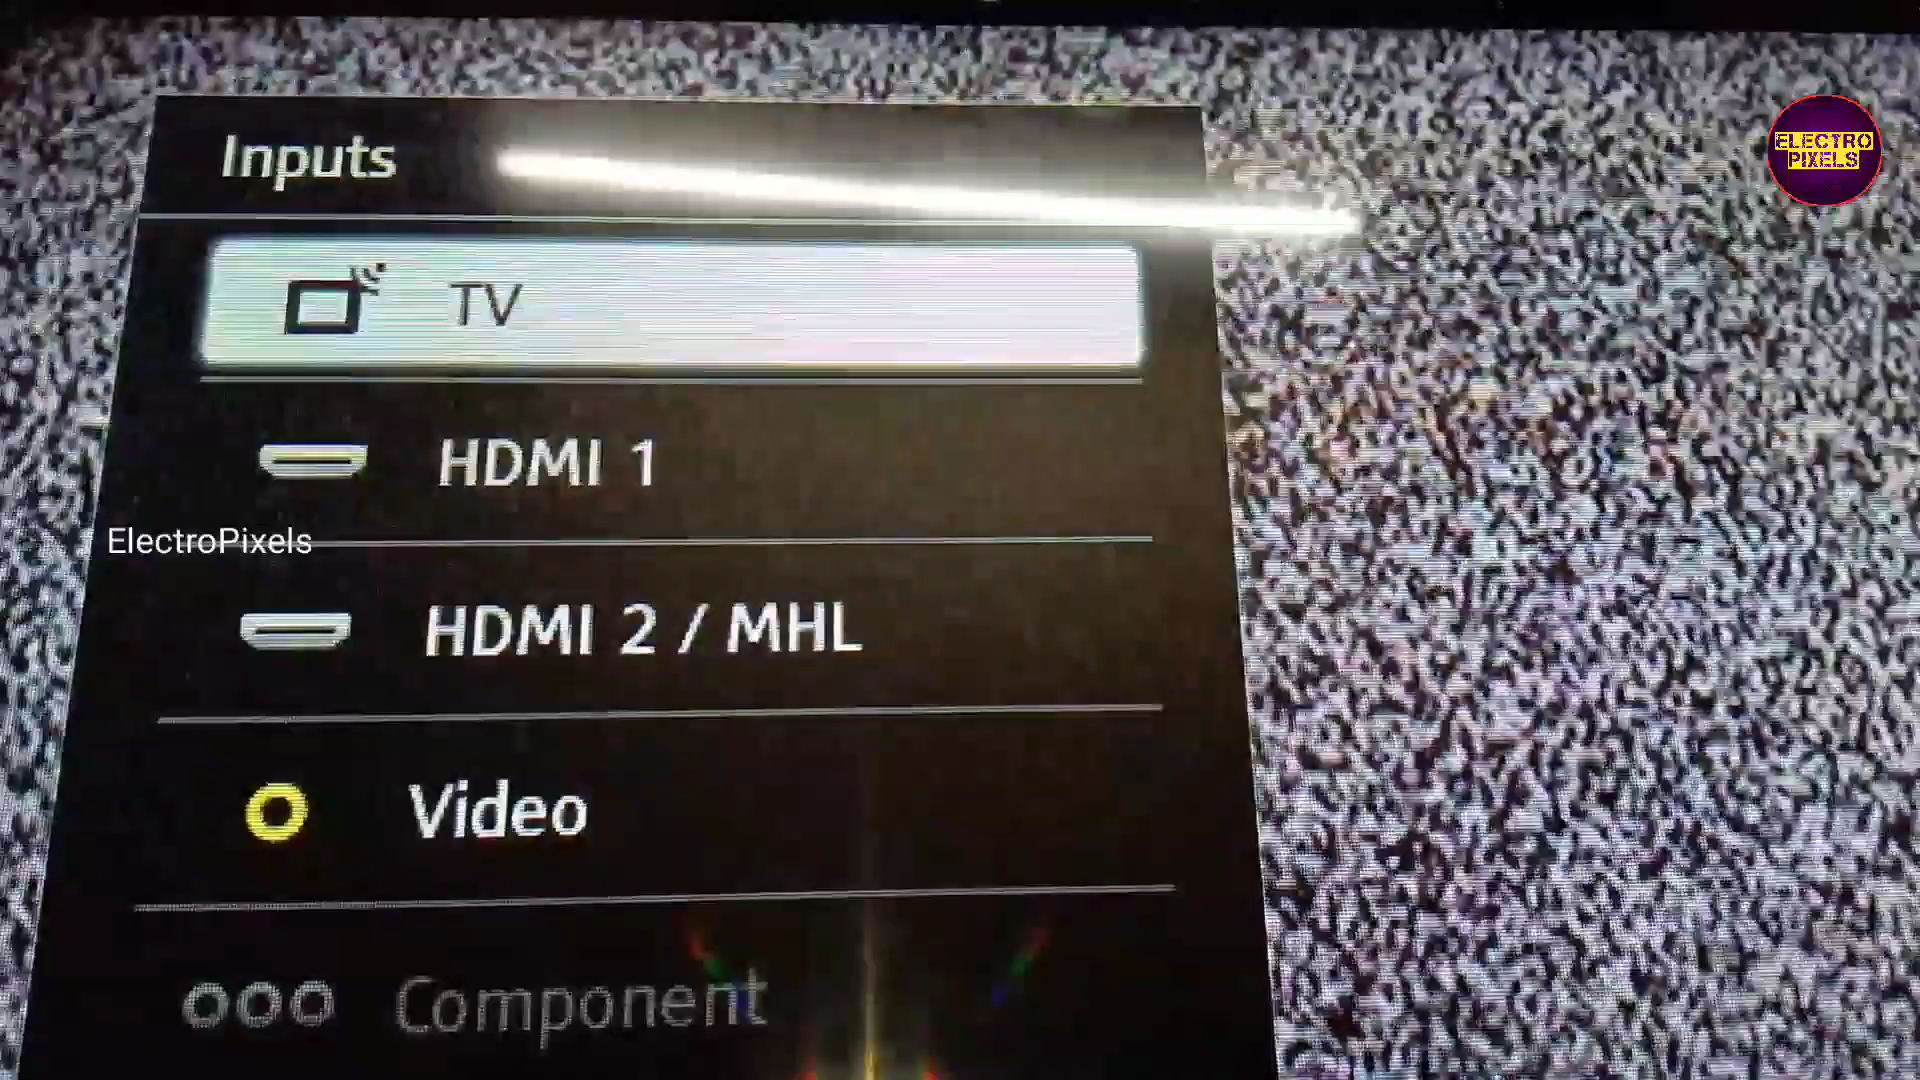 Inputs
ELECTRO
PIXELS
TV
HDMI 1
ElectroPixels
HDMI 2 / MHL
Video
Component